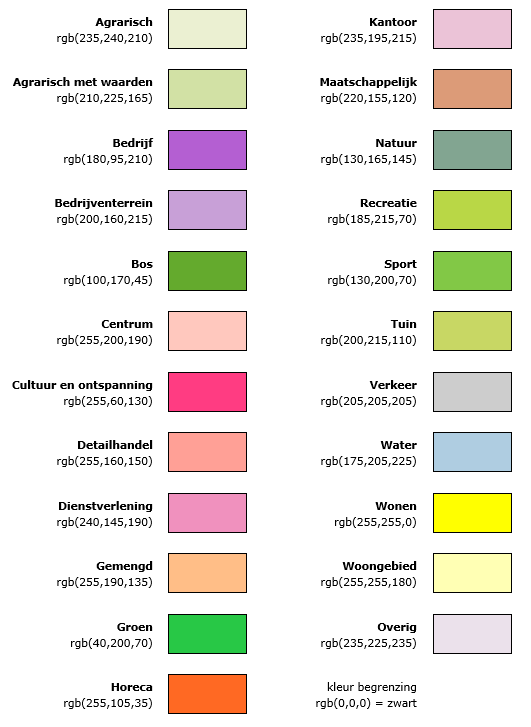 Agrarisch
rgb(235,240,210)
Agrarisch met waarden
rgb(210,225,165)
Bedrijf
rgb(180,95,210)
Bedrijventerrein
rgb(200,160,215)
Bos
rgb(100,170,45)
Centrum
rgb(255,200,190)
Cultuur en ontspanning
rgb(255,60,130)
Detailhandel
rgb(255,160,150)
Dienstverlening
rgb(240,145,190)
Gemengd
rgb(255,190,135)
Groen
rgb(40,200,70)
Horeca
rgb(255,105,35)
Kantoor
rgb(235,195,215)
Maatschappelijk
rgb(220,155,120)
Natuur
rgb(130,165,145)
Recreatie
rgb(185,215,70)
Sport
rgb(130,200,70)
Tuin
rgb(200,215,110)
Verkeer
rgb(205,205,205)
Water
rgb(175,205,225)
Wonen
rgb(255,255,0)
Woongebied
rgb(255,255,180)
Overig
rgb(235,225,235)
kleur begrenzing
rgb(0,0,0) = zwart